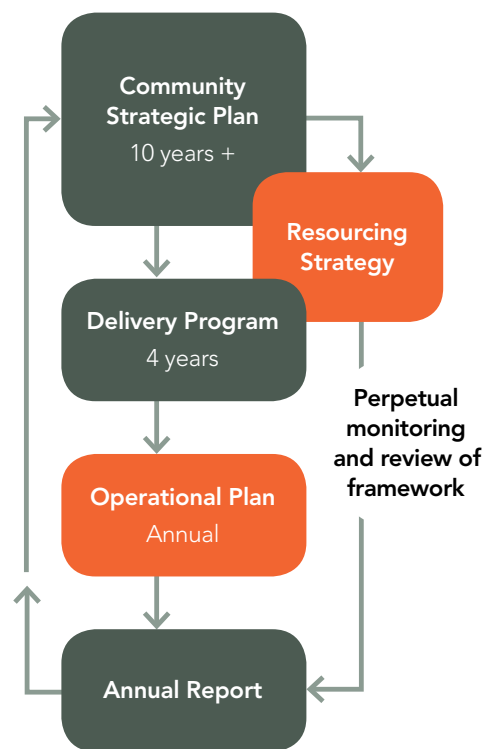 Community
Strategic Plan
10 years +
Resourcing
Strategy
Delivery Program
4 years
Perpetual
monitoring
and review of
framework
Operational Plan
Annual
Annual Report